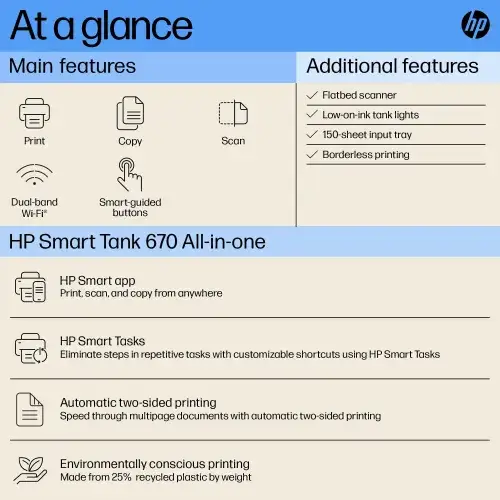 At a glance
hp
Main features
Additional features
Print
Copy
Scan
Dual-band
Wi-Fi®
Smart-guided
buttons
Flatbed scanner
Low-on-ink tank lights
150-sheet input tray
Borderless printing
HP Smart Tank 670 All-in-one
HP Smart app
Print, scan, and copy from anywhere
HP Smart Tasks
Eliminate steps in repetitive tasks with customizable shortcuts using HP Smart Tasks
Automatic two-sided printing
Speed through multipage documents with automatic two-sided printing
Environmentally conscious printing
Made from 25% recycled plastic by weight